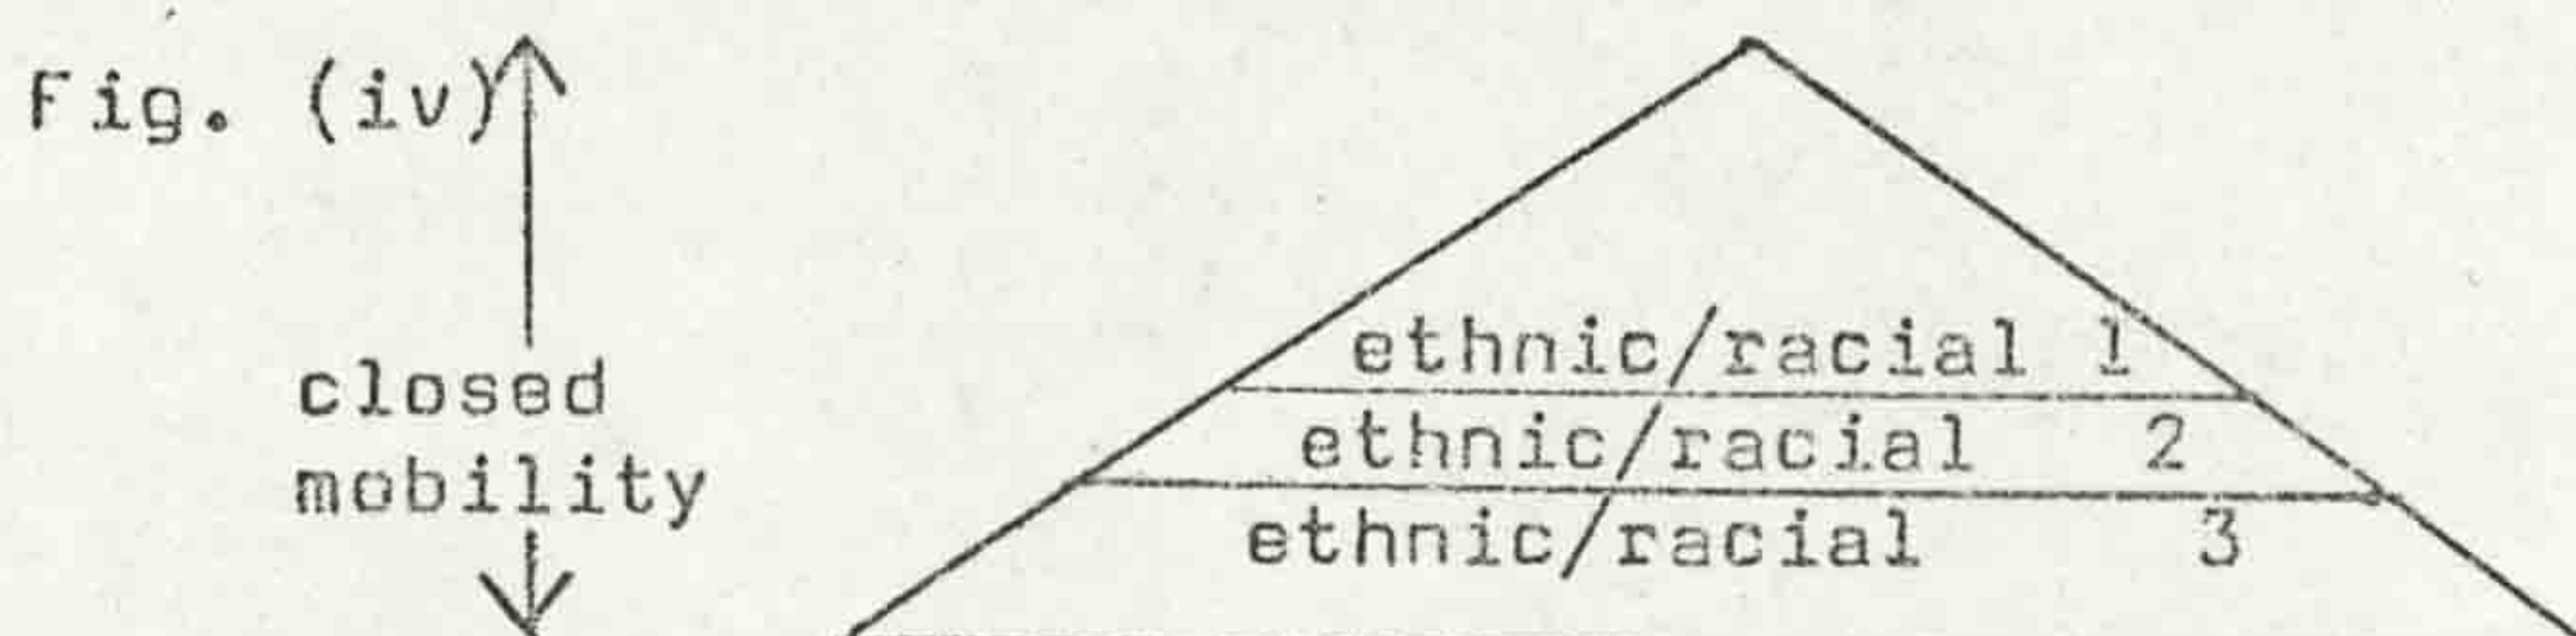 Fig. (iv)
ethnic/racial 1
closed
ethnic/racial 2
mobility
ethnic/racial 3